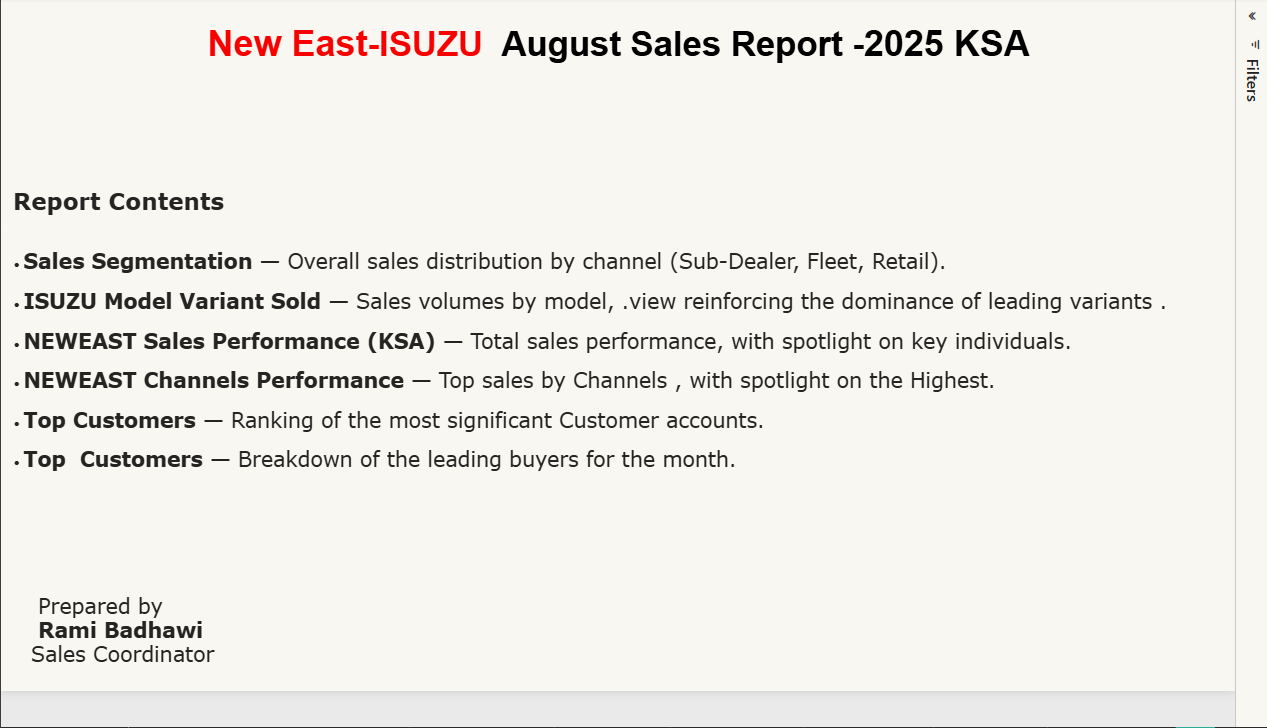 New East-ISUZU  August Sales Report -2025 KSA
«
Filters
Report Contents
• Sales Segmentation — Overall sales distribution by channel (Sub-Dealer, Fleet, Retail).
• ISUZU Model Variant Sold — Sales volumes by model, .view reinforcing the dominance of leading variants .
• NEWEAST Sales Performance (KSA) — Total sales performance, with spotlight on key individuals.
• NEWEAST Channels Performance — Top sales by Channels , with spotlight on the Highest.
• Top Customers — Ranking of the most significant Customer accounts.
• Top  Customers — Breakdown of the leading buyers for the month.
Prepared by
Rami Badhawi
Sales Coordinator